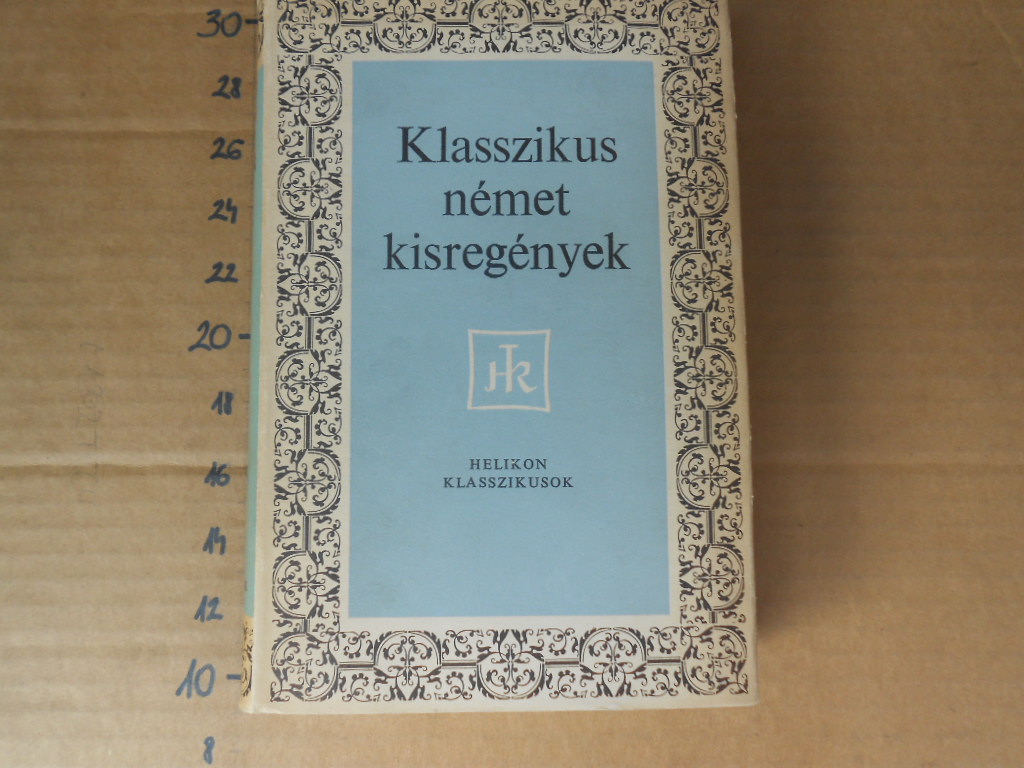 30
28
26
24
22
20
18
16
14
12
10
8
Klasszikus
német
kisregények
HK
HELIKON
KLASSZIKUSOK